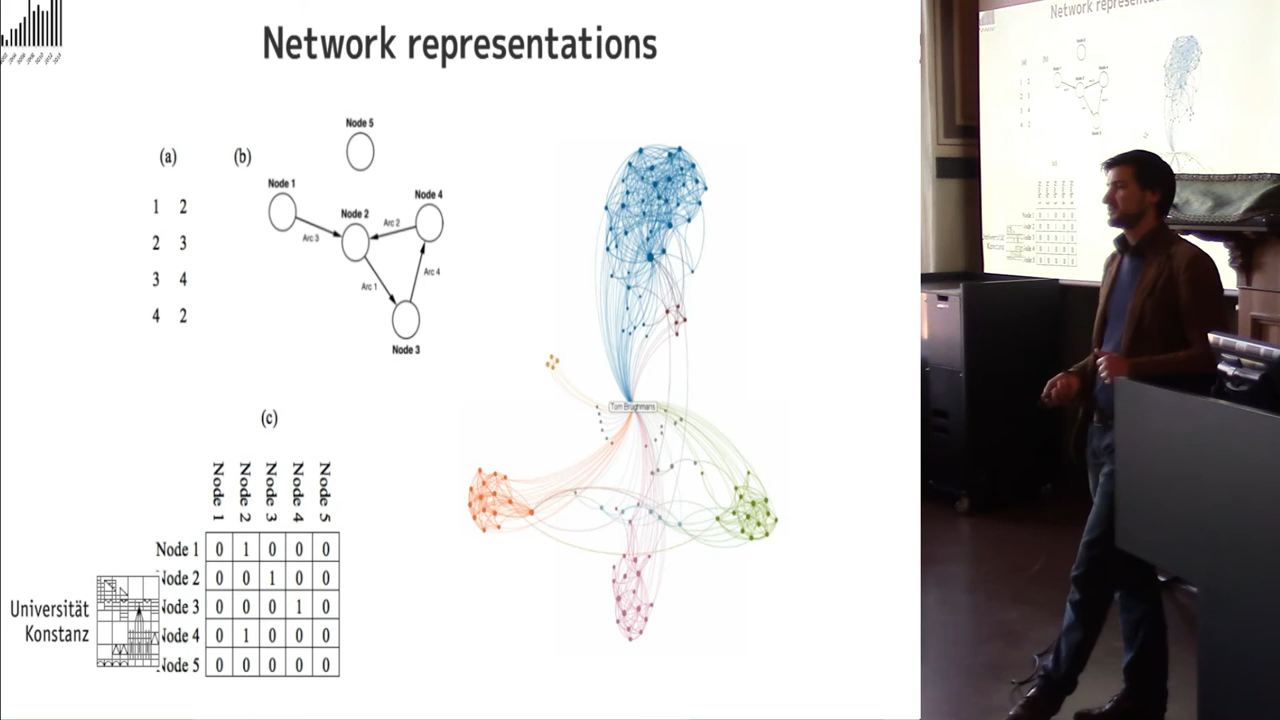 Network representations
(a)
1 2
2 3
3 4
4 2
(b)
Node 5
Node 1
Node 4
Node 2
Arc 2
Arc 3
Arc 4
Arc 1
Node 3
Tom Brughmans
(c)
Node 1 Node 2 Node 3 Node 4 Node 5
Node 1 0 1 0 0 0
Node 2 0 0 1 0 0
Node 3 0 0 0 1 0
Node 4 0 1 0 0 0
Node 5 0 0 0 0 0
Universität
Konstanz
Network